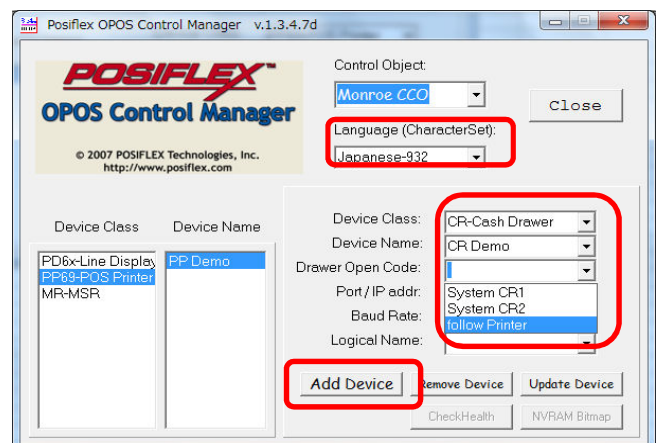 Posiflex OPOS Control Manager v.1.3.4.7d
POSIFLEX™
OPOS Control Manager
© 2007 POSIFLEX Technologies, Inc.
http://www.posiflex.com
Control Object:
Monroe CCO
Close
Language (CharacterSet):
Japanese-932
Device Class
Device Name
PD6x-Line Display
PP69-POS Printer
MR-MSR
PP Demo
Device Class:
CR-Cash Drawer
Device Name:
CR Demo
Drawer Open Code:
Port / IP addr:
System CR1
System CR2
Baud Rate:
follow Printer
Logical Name:
Add Device
Remove Device
Update Device
CheckHealth
NVRAM Bitmap